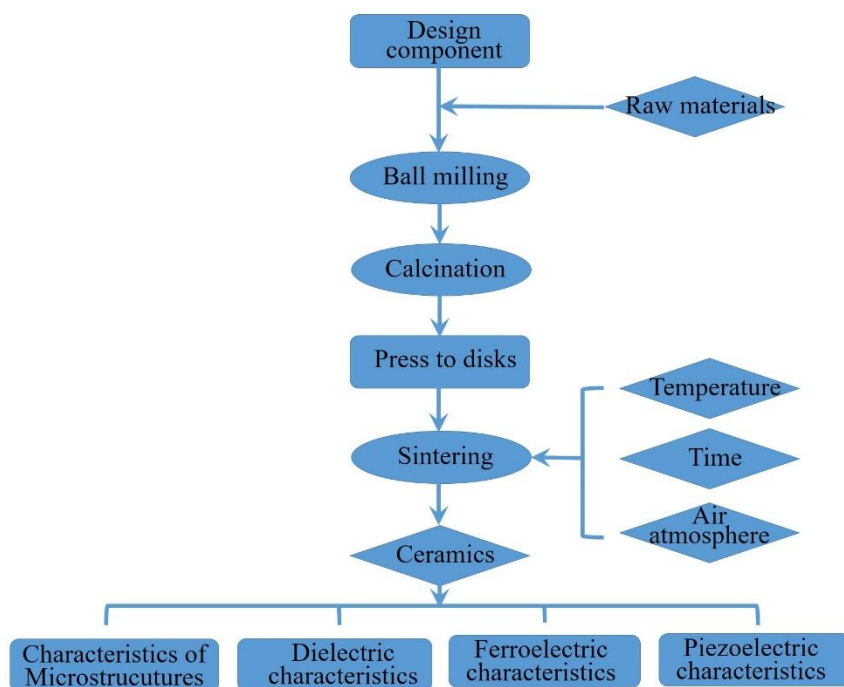 Design
component
Raw materials
Ball milling
Calcination
Press to disks
Temperature
Sintering
Time
Air
atmosphere
Ceramics
Characteristics of
Microstrucutures
Dielectric
characteristics
Ferroelectric
characteristics
Piezoelectric
characteristics